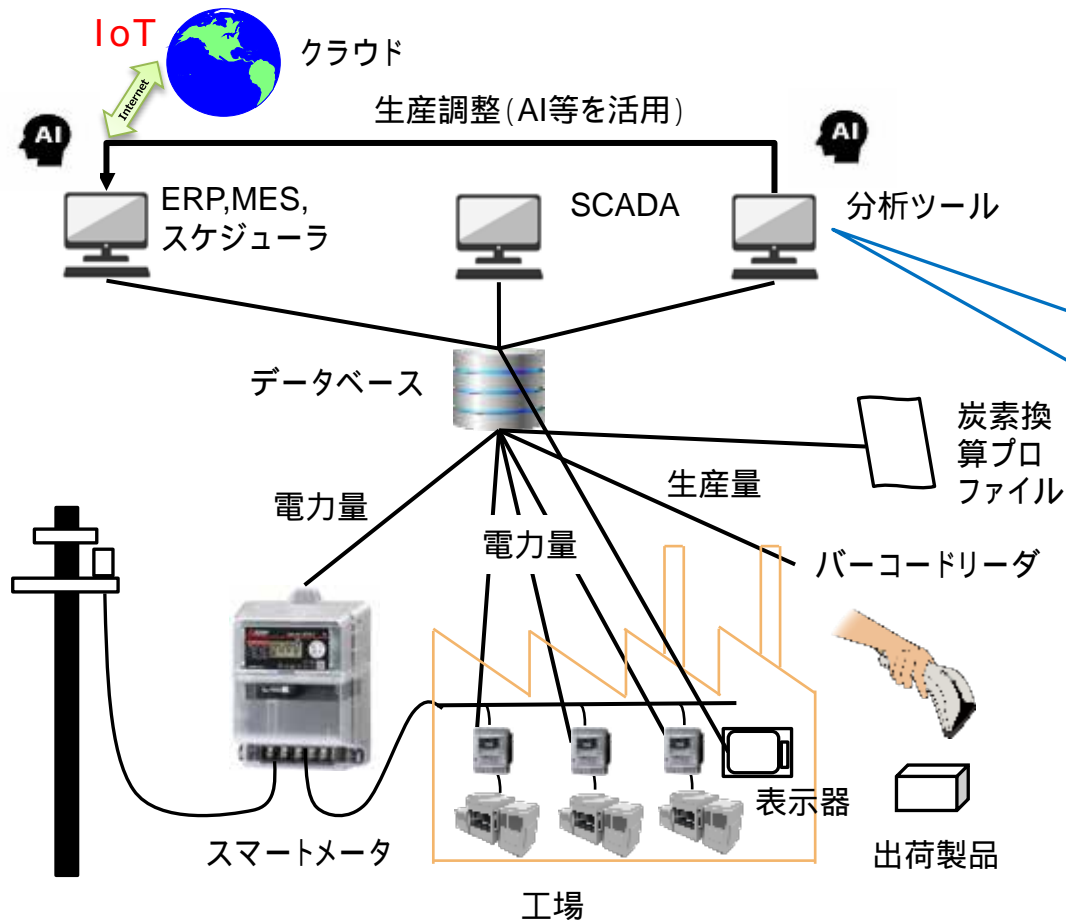 IoT
クラウド
Internet
生産調整(AI等を活用)
AI
AI
ERP,MES,
スケジューラ
SCADA
分析ツール
データベース
炭素換
算プロ
ファイル
生産量
電力量
電力量
バーコードリーダ
表示器
スマートメータ
出荷製品
工場